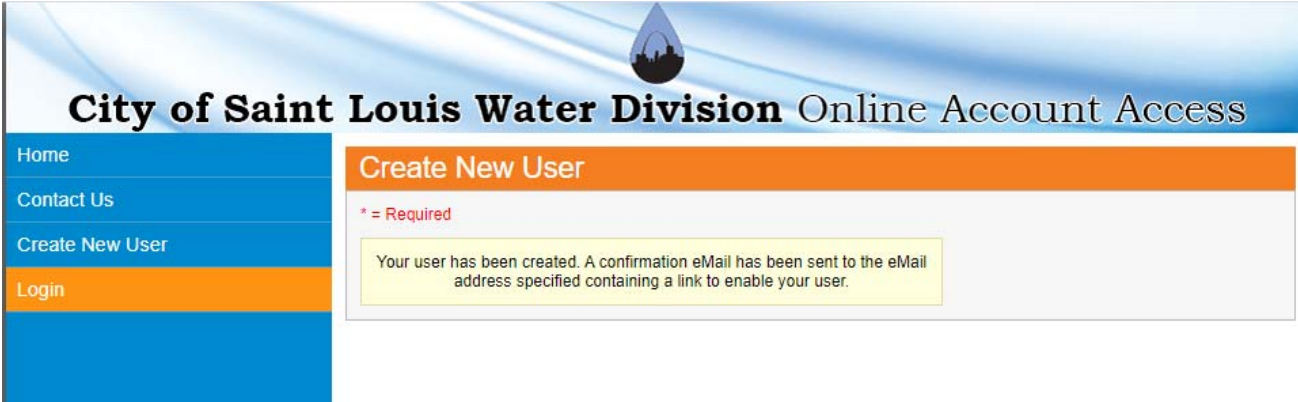 City of Saint Louis Water Division Online Account Access
Home
Contact Us
Create New User
Login
Create New User
* = Required
Your user has been created. A confirmation eMail has been sent to the eMail
address specified containing a link to enable your user.